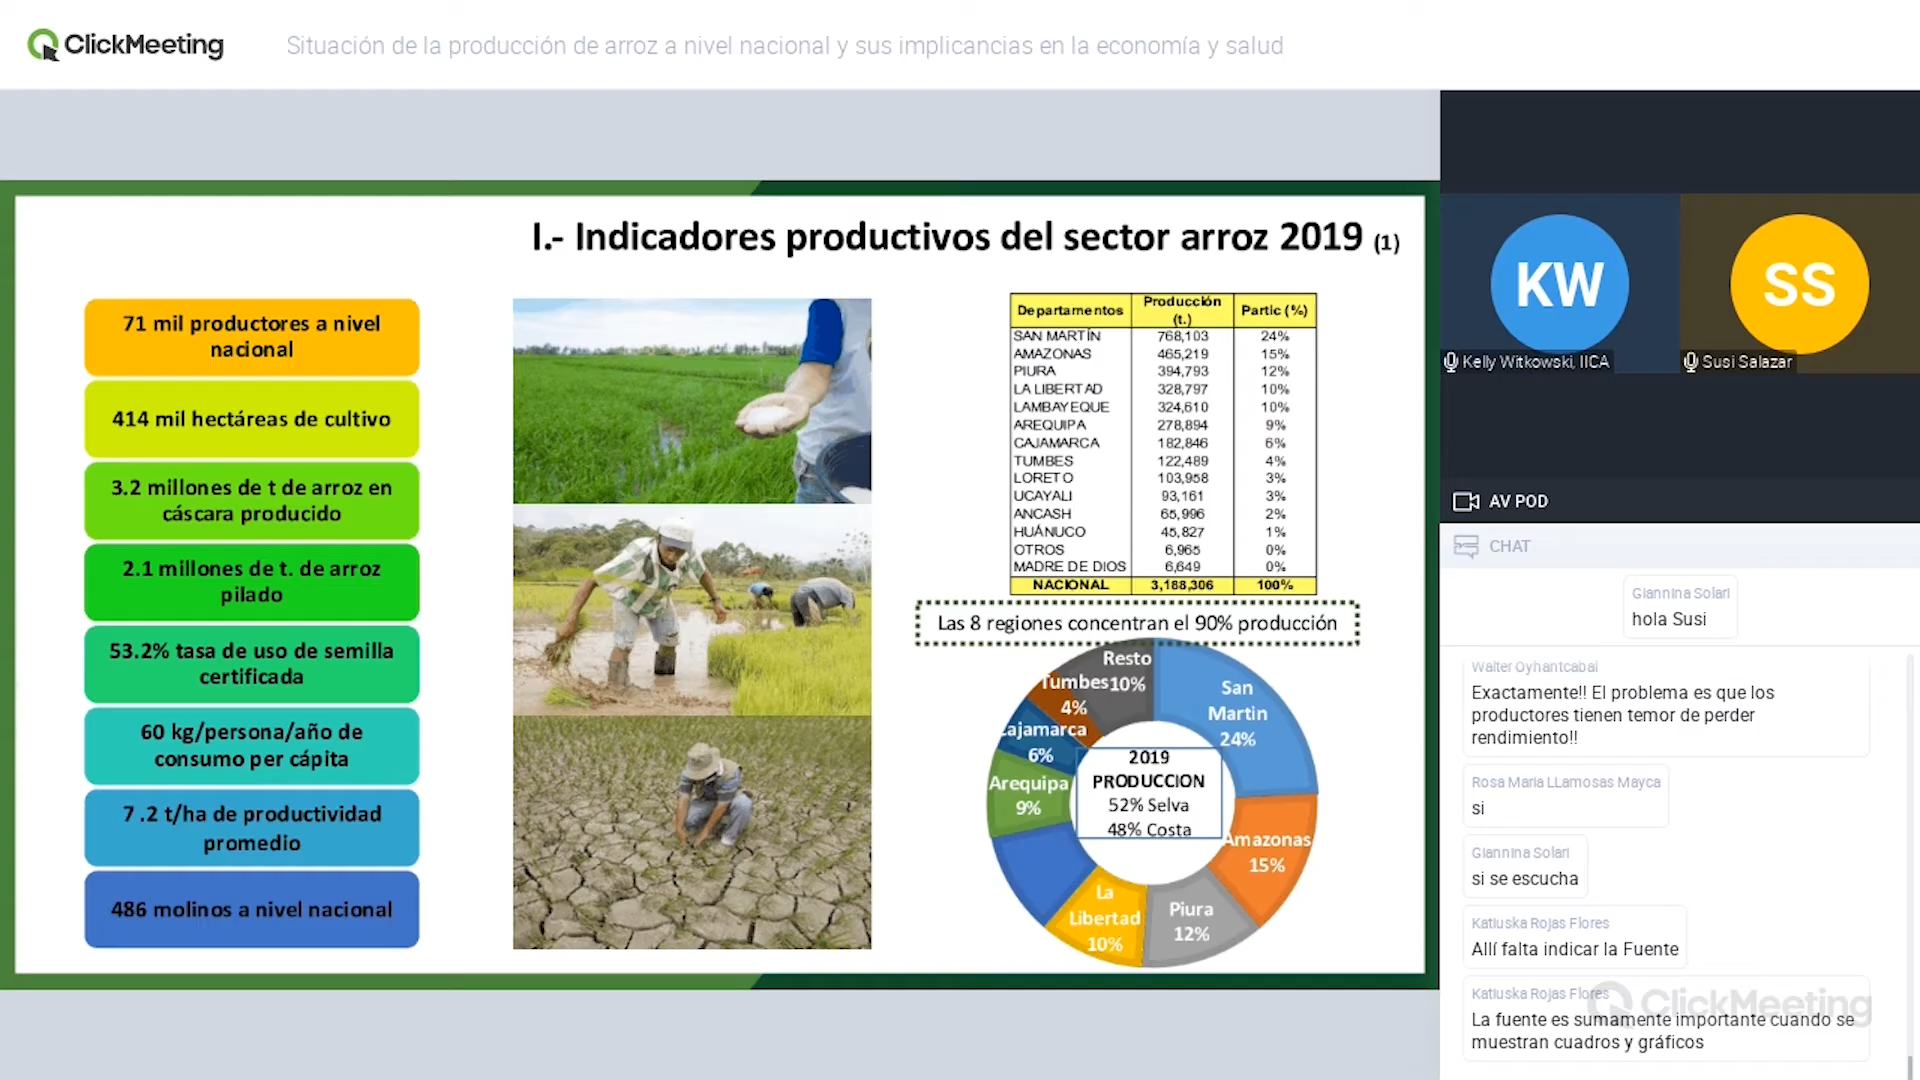 ClickMeeting
Situación de la producción de arroz a nivel nacional y sus implicancias en la economía y salud
I.- Indicadores productivos del sector arroz 2019 (1)
71 mil productores a nivel
nacional
414 mil hectáreas de cultivo
3.2 millones de t de arroz en
cáscara producido
2.1 millones de t. de arroz
pilado
53.2% tasa de uso de semilla
certificada
60 kg/persona/año de
consumo per cápita
7 .2 t/ha de productividad
promedio
486 molinos a nivel nacional
Departamentos Producción (t.) Partic (%)
SAN MARTÍN 768,103 24%
AMAZONAS 465,219 15%
PIURA 394,793 12%
LA LIBERTAD 328,797 10%
LAMBAYEQUE 324,610 10%
AREQUIPA 278,894 9%
CAJAMARCA 182,846 6%
TUMBES 122,489 4%
LORETO 103,958 3%
UCAYALI 93,161 3%
ANCASH 65,996 2%
HUÁNUCO 45,827 1%
OTROS 6,965 0%
MADRE DE DIOS 6,649 0%
NACIONAL 3,188,306 100%
Las 8 regiones concentran el 90% producción
Resto
10%
Tumbes
4%
ajamarca
6%
Arequipa
9%
La
Libertad
10%
Piura
12%
Amazonas
15%
San
Martin
24%
2019
PRODUCCION
52% Selva
48% Costa
KW
Kelly Witkowski, IICA
SS
Susi Salazar
AV POD
CHAT
Giannina Solari
hola Susi
Walter Oyhantcabal
Exactamente!! El problema es que los
productores tienen temor de perder
rendimiento!!
Rosa Maria LLamosas Mayca
si
Giannina Solari
si se escucha
Katiuska Rojas Flores
Allí falta indicar la Fuente
Katiuska Rojas Flores
La fuente es sumamente importante cuando se
muestran cuadros y gráficos
ClickMeeting